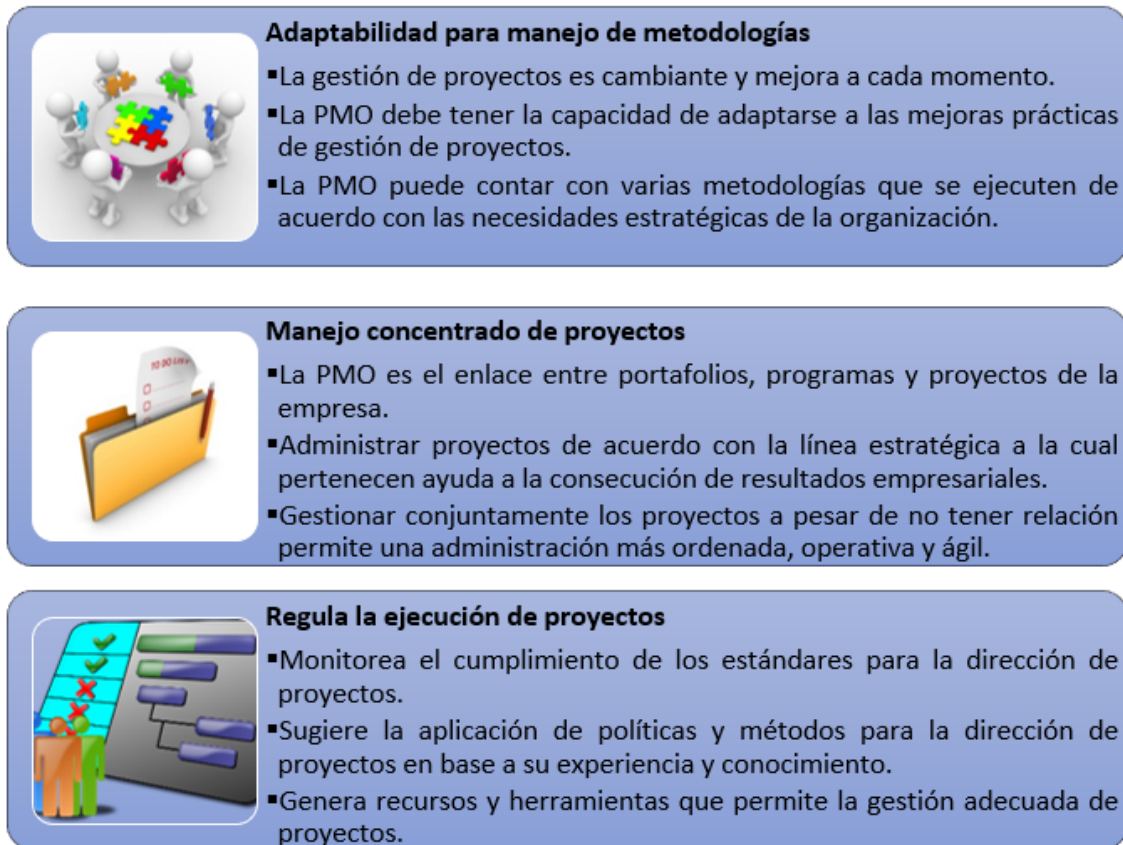 Adaptabilidad para manejo de metodologías
▪La gestión de proyectos es cambiante y mejora a cada momento.
▪La PMO debe tener la capacidad de adaptarse a las mejoras prácticas
de gestión de proyectos.
▪La PMO puede contar con varias metodologías que se ejecuten de
acuerdo con las necesidades estratégicas de la organización.
TO DO LIST
Manejo concentrado de proyectos
▪La PMO es el enlace entre portafolios, programas y proyectos de la
empresa.
▪Administrar proyectos de acuerdo con la línea estratégica a la cual
pertenecen ayuda a la consecución de resultados empresariales.
▪Gestionar conjuntamente los proyectos a pesar de no tener relación
permite una administración más ordenada, operativa y ágil.
Regula la ejecución de proyectos
▪Monitorea el cumplimiento de los estándares para la dirección de
proyectos.
▪Sugiere la aplicación de políticas y métodos para la dirección de
proyectos en base a su experiencia y conocimiento.
▪Genera recursos y herramientas que permite la gestión adecuada de
proyectos.